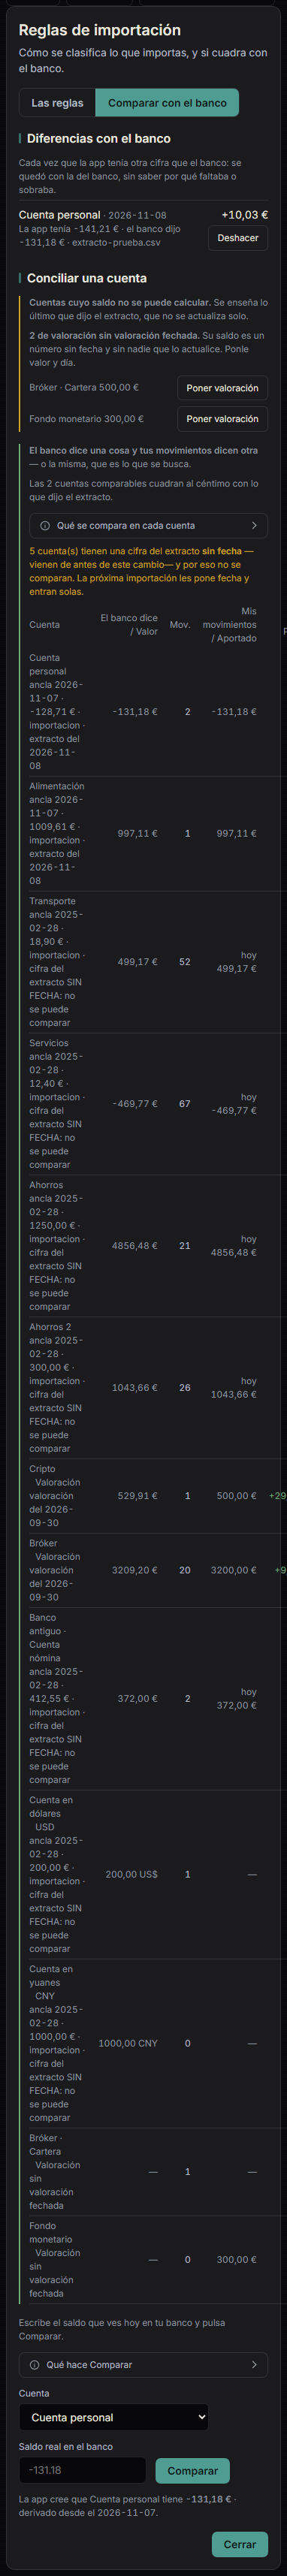 Reglas de importación
Cómo se clasifica lo que importas, y si cuadra con
el banco.
Las reglas
Comparar con el banco
Diferencias con el banco
Cada vez que la app tenía otra cifra que el banco: se
quedó con la del banco, sin saber por qué faltaba o
sobraba.
Cuenta personal · 2026-11-08
+10,03 €
La app tenía -141,21 € · el banco dijo
-131,18 € · extracto-prueba.csv
Deshacer
Conciliar una cuenta
Cuentas cuyo saldo no se puede calcular. Se enseña lo
último que dijo el extracto, que no se actualiza solo.
2 de valoración sin valoración fechada. Su saldo es un
número sin fecha y sin nadie que lo actualice. Ponle
valor y día.
Bróker · Cartera 500,00 €
Poner valoración
Fondo monetario 300,00 €
Poner valoración
El banco dice una cosa y tus movimientos dicen otra
— o la misma, que es lo que se busca.
Las 2 cuentas comparables cuadran al céntimo con lo
que dijo el extracto.
Qué se compara en cada cuenta
5 cuenta(s) tienen una cifra del extracto sin fecha —
vienen de antes de este cambio— y por eso no se
comparan. La próxima importación les pone fecha y
entran solas.
Cuenta
El banco dice
/ Valor
Mov.
Mis
movimientos
/ Aportado
Cuenta
personal
ancla 2026-
11-07 ·
-128,71 € ·
importacion ·
extracto del
2026-11-
08
-131,18 €
2
-131,18 €
Alimentación
ancla 2026-
11-07 ·
1009,61 € ·
importacion ·
extracto del
2026-11-
08
997,11 €
1
997,11 €
Transporte
ancla 2025-
02-28 ·
18,90 € ·
importacion ·
cifra del
extracto SIN
FECHA: no
se puede
comparar
499,17 €
52
hoy
499,17 €
Servicios
ancla 2025-
02-28 ·
12,40 € ·
importacion ·
cifra del
extracto SIN
FECHA: no
se puede
comparar
-469,77 €
67
hoy
-469,77 €
Ahorros
ancla 2025-
02-28 ·
1250,00 € ·
importacion ·
cifra del
extracto SIN
FECHA: no
se puede
comparar
4856,48 €
21
hoy
4856,48 €
Ahorros 2
ancla 2025-
02-28 ·
300,00 € ·
importacion ·
cifra del
extracto SIN
FECHA: no
se puede
comparar
1043,66 €
26
hoy
1043,66 €
Cripto
Valoración
valoración
del 2026-
09-30
529,91 €
1
500,00 €
+29
Bróker
Valoración
valoración
del 2026-
09-30
3209,20 €
20
3200,00 €
+9
Banco
antiguo ·
Cuenta
nómina
ancla 2025-
02-28 ·
412,55 € ·
importacion ·
cifra del
extracto SIN
FECHA: no
se puede
comparar
372,00 €
2
hoy
372,00 €
Cuenta en
dólares
USD
ancla 2025-
02-28 ·
200,00 € ·
importacion ·
cifra del
extracto SIN
FECHA: no
se puede
comparar
200,00 US$
1
—
Cuenta en
yuanes
CNY
ancla 2025-
02-28 ·
1000,00 € ·
importacion ·
cifra del
extracto SIN
FECHA: no
se puede
comparar
1000,00 CNY
0
—
Bróker ·
Cartera
Valoración
sin
valoración
fechada
—
1
—
Fondo
monetario
Valoración
sin
valoración
fechada
—
0
300,00 €
Escribe el saldo que ves hoy en tu banco y pulsa
Comparar.
Qué hace Comparar
Cuenta
Cuenta personal
Saldo real en el banco
-131.18
Comparar
La app cree que Cuenta personal tiene -131,18 € ·
derivado desde el 2026-11-07.
Cerrar